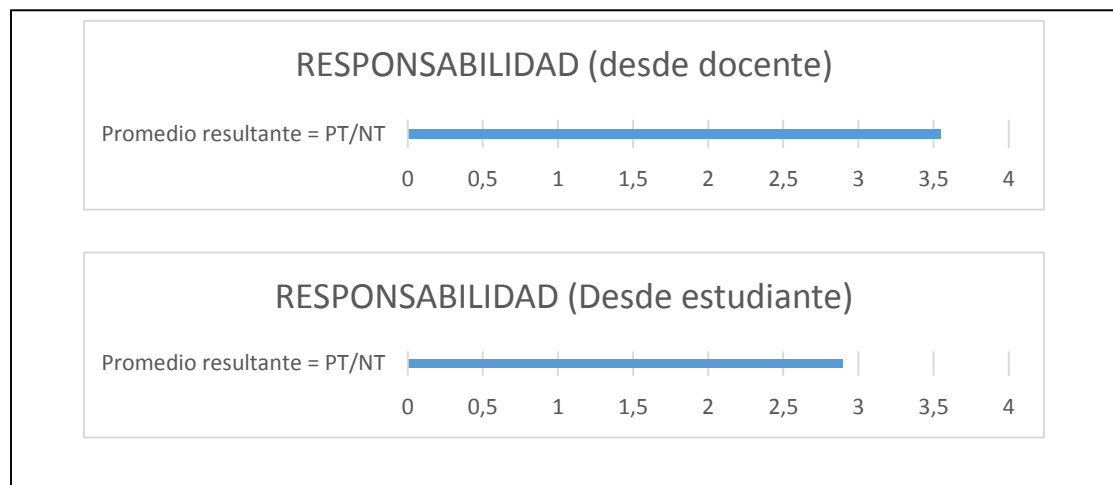 RESPONSABILIDAD (desde docente)
Promedio resultante = PT/NT
0 0,5 1 1,5 2 2,5 3 3,5 4
RESPONSABILIDAD (Desde estudiante)
Promedio resultante = PT/NT
0 0,5 1 1,5 2 2,5 3 3,5 4